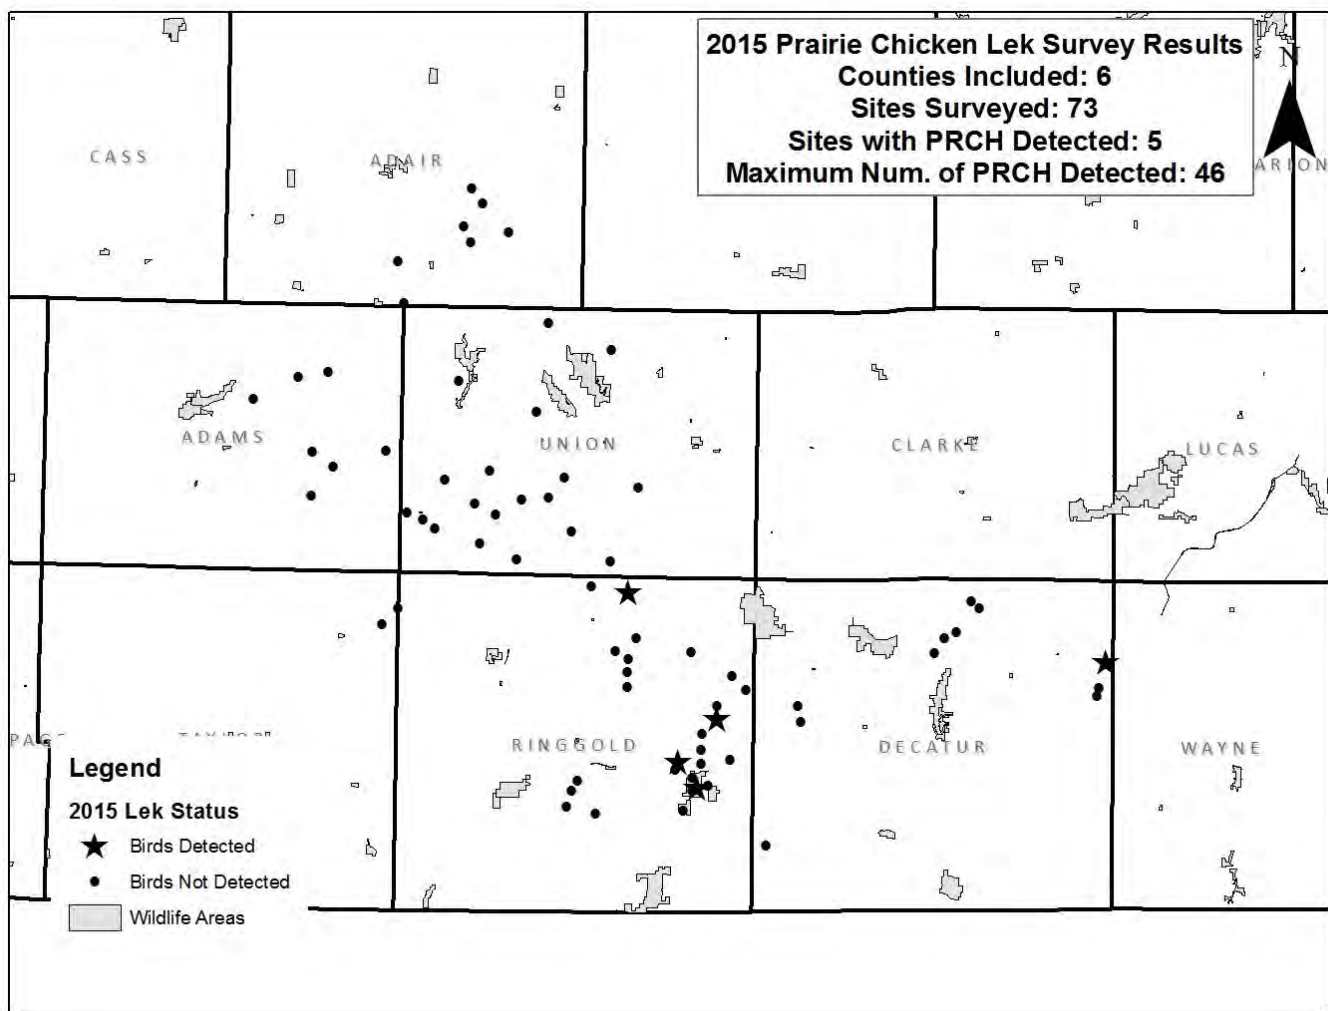 2015 Prairie Chicken Lek Survey Results
Counties Included: 6
Sites Surveyed: 73
Sites with PRCH Detected: 5
Maximum Num. of PRCH Detected: 46
N
CASS
ADAIR
ARION
ADAMS
UNION
CLARKE
LUCAS
RINGGOLD
DECATUR
WAYNE
Legend
2015 Lek Status
Birds Detected
Birds Not Detected
Wildlife Areas